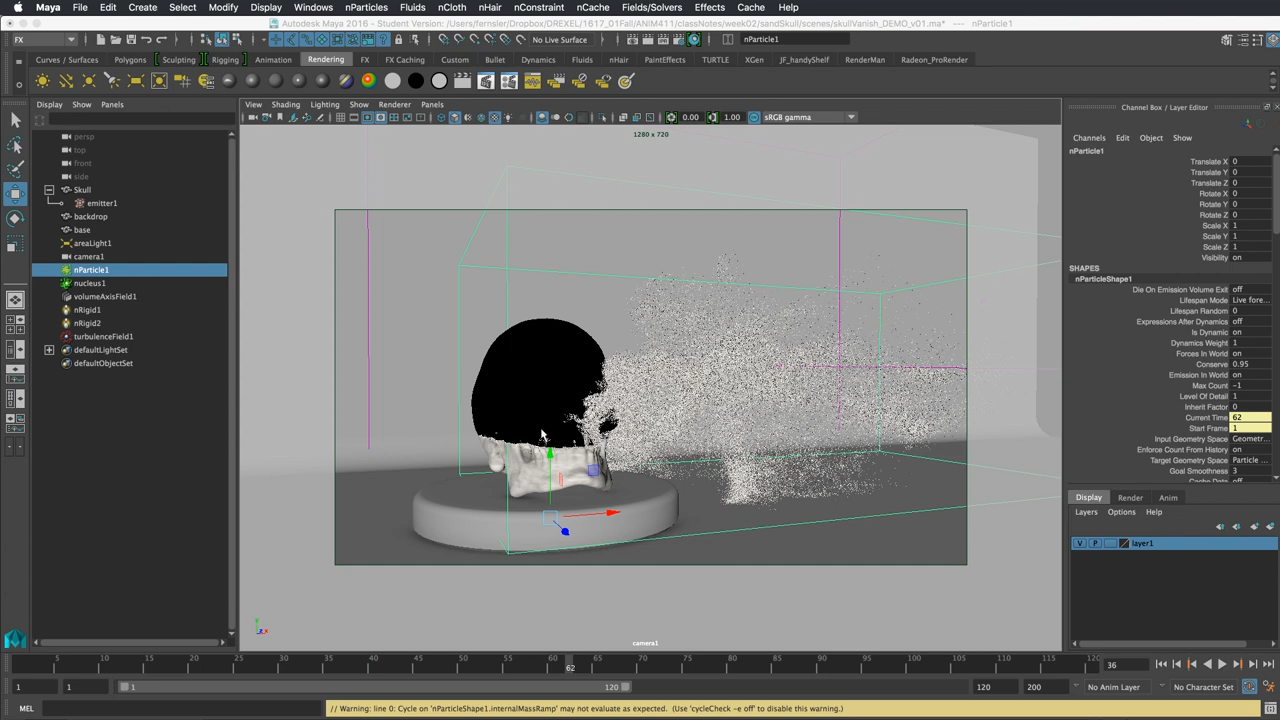 Maya File Edit Create Select Modify Display Windows nParticles Fluids nCloth nHair nConstraint nCache Fields/Solvers Effects Cache Help
Autodesk Maya 2016 - Student Version: /Users/fernsler/Dropbox/DREXEL/1617_01Fall/ANIM411/classNotes/week02/sandSkull/scenes/skullVanish_DEMO_v01.ma* --- nParticle1
FX No Live Surface nParticle1
Curves / Surfaces Polygons Sculpting Rigging Animation Rendering FX FX Caching Custom Bullet Dynamics Fluids nHair PaintEffects TURTLE XGen JF_handyShelf RenderMan Radeon_ProRender
Display Show Panels
View Shading Lighting Show Renderer Panels
Channel Box / Layer Editor
0.00 1.00 sRGB gamma
1280 x 720
persp
top
front
side
Skull
emitter1
backdrop
base
areaLight1
camera1
nParticle1
nucleus1
volumeAxisField1
nRigid1
nRigid2
turbulenceField1
defaultLightSet
defaultObjectSet
camera1
Channels Edit Object Show
nParticle1
Translate X 0
Translate Y 0
Translate Z 0
Rotate X 0
Rotate Y 0
Rotate Z 0
Scale X 1
Scale Y 1
Scale Z 1
Visibility on
SHAPES
nParticleShape1
Die On Emission Volume Exit off
Lifespan Mode Live fore...
Lifespan Random 0
Expressions After Dynamics off
Is Dynamic on
Dynamics Weight 1
Forces In World on
Conserve 0.95
Emission In World on
Max Count -1
Level Of Detail 1
Inherit Factor 0
Current Time 62
Start Frame 1
Input Geometry Space Geometr...
Enforce Count From History on
Target Geometry Space Particle ...
Goal Smoothness 3
Display Render Anim
Layers Options Help
V P layer1
5 10 15 20 25 30 35 40 45 50 55 60 62 65 70 75 80 85 90 95 100 105 110 115 120 36
1 1 1 120 120 200 No Anim Layer No Character Set
MEL // Warning: line 0: Cycle on 'nParticleShape1.internalMassRamp' may not evaluate as expected. (Use 'cycleCheck -e off' to disable this warning.)